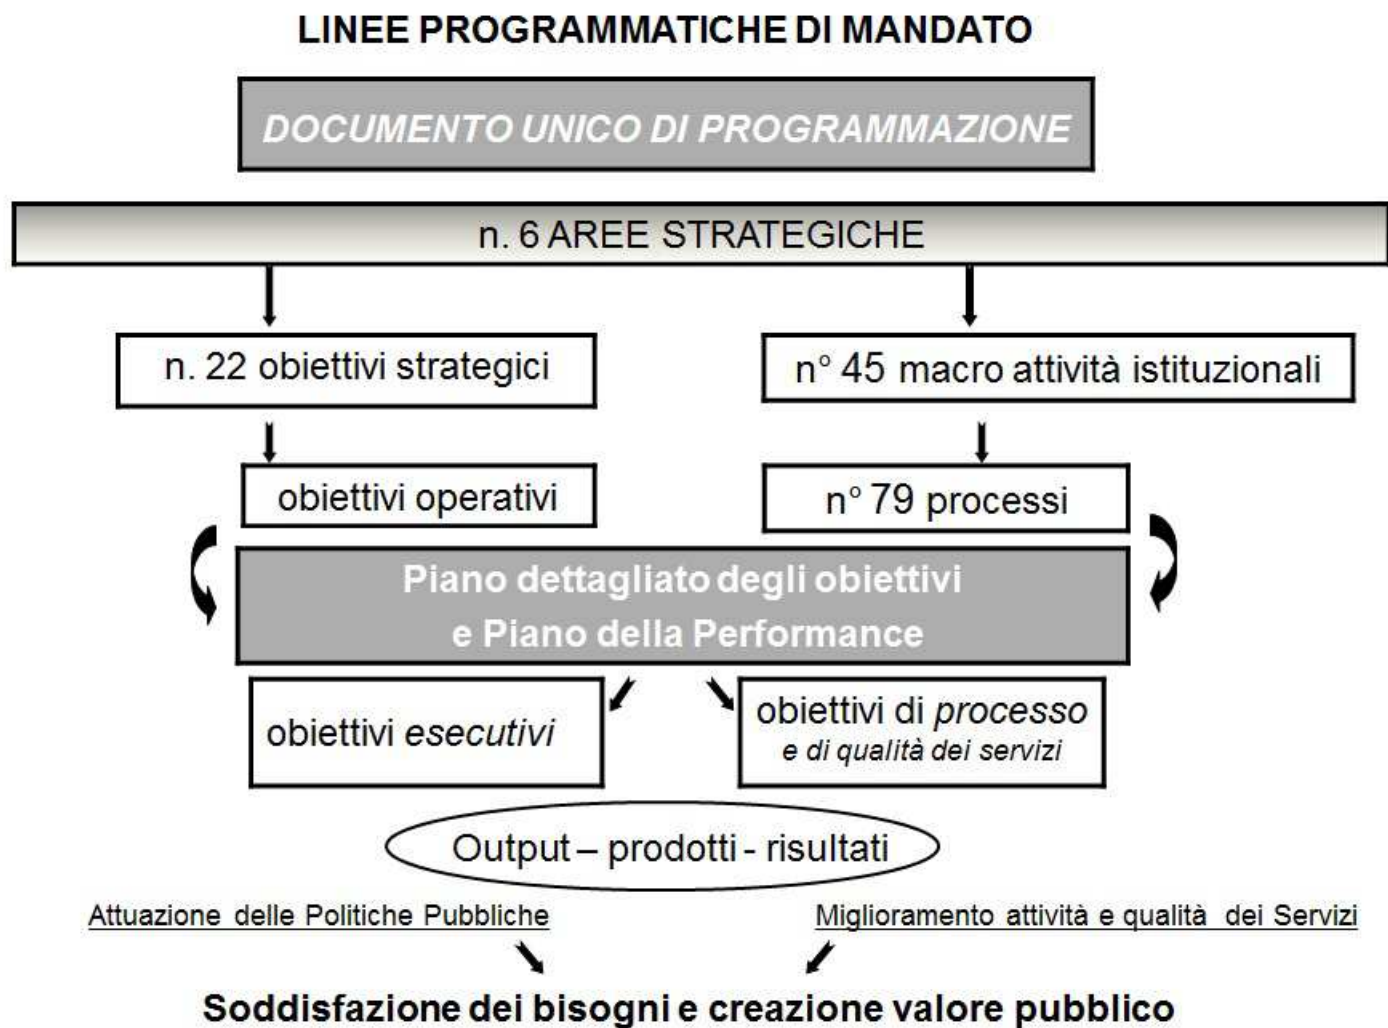 LINEE PROGRAMMATICHE DI MANDATO
DOCUMENTO UNICO DI PROGRAMMAZIONE
n. 6 AREE STRATEGICHE
n. 22 obiettivi strategici
n° 45 macro attività istituzionali
obiettivi operativi
n° 79 processi
Piano dettagliato degli obiettivi
e Piano della Performance
obiettivi esecutivi
obiettivi di processo
e di qualità dei servizi
Output – prodotti - risultati
Attuazione delle Politiche Pubbliche
Miglioramento attività e qualità dei Servizi
Soddisfazione dei bisogni e creazione valore pubblico